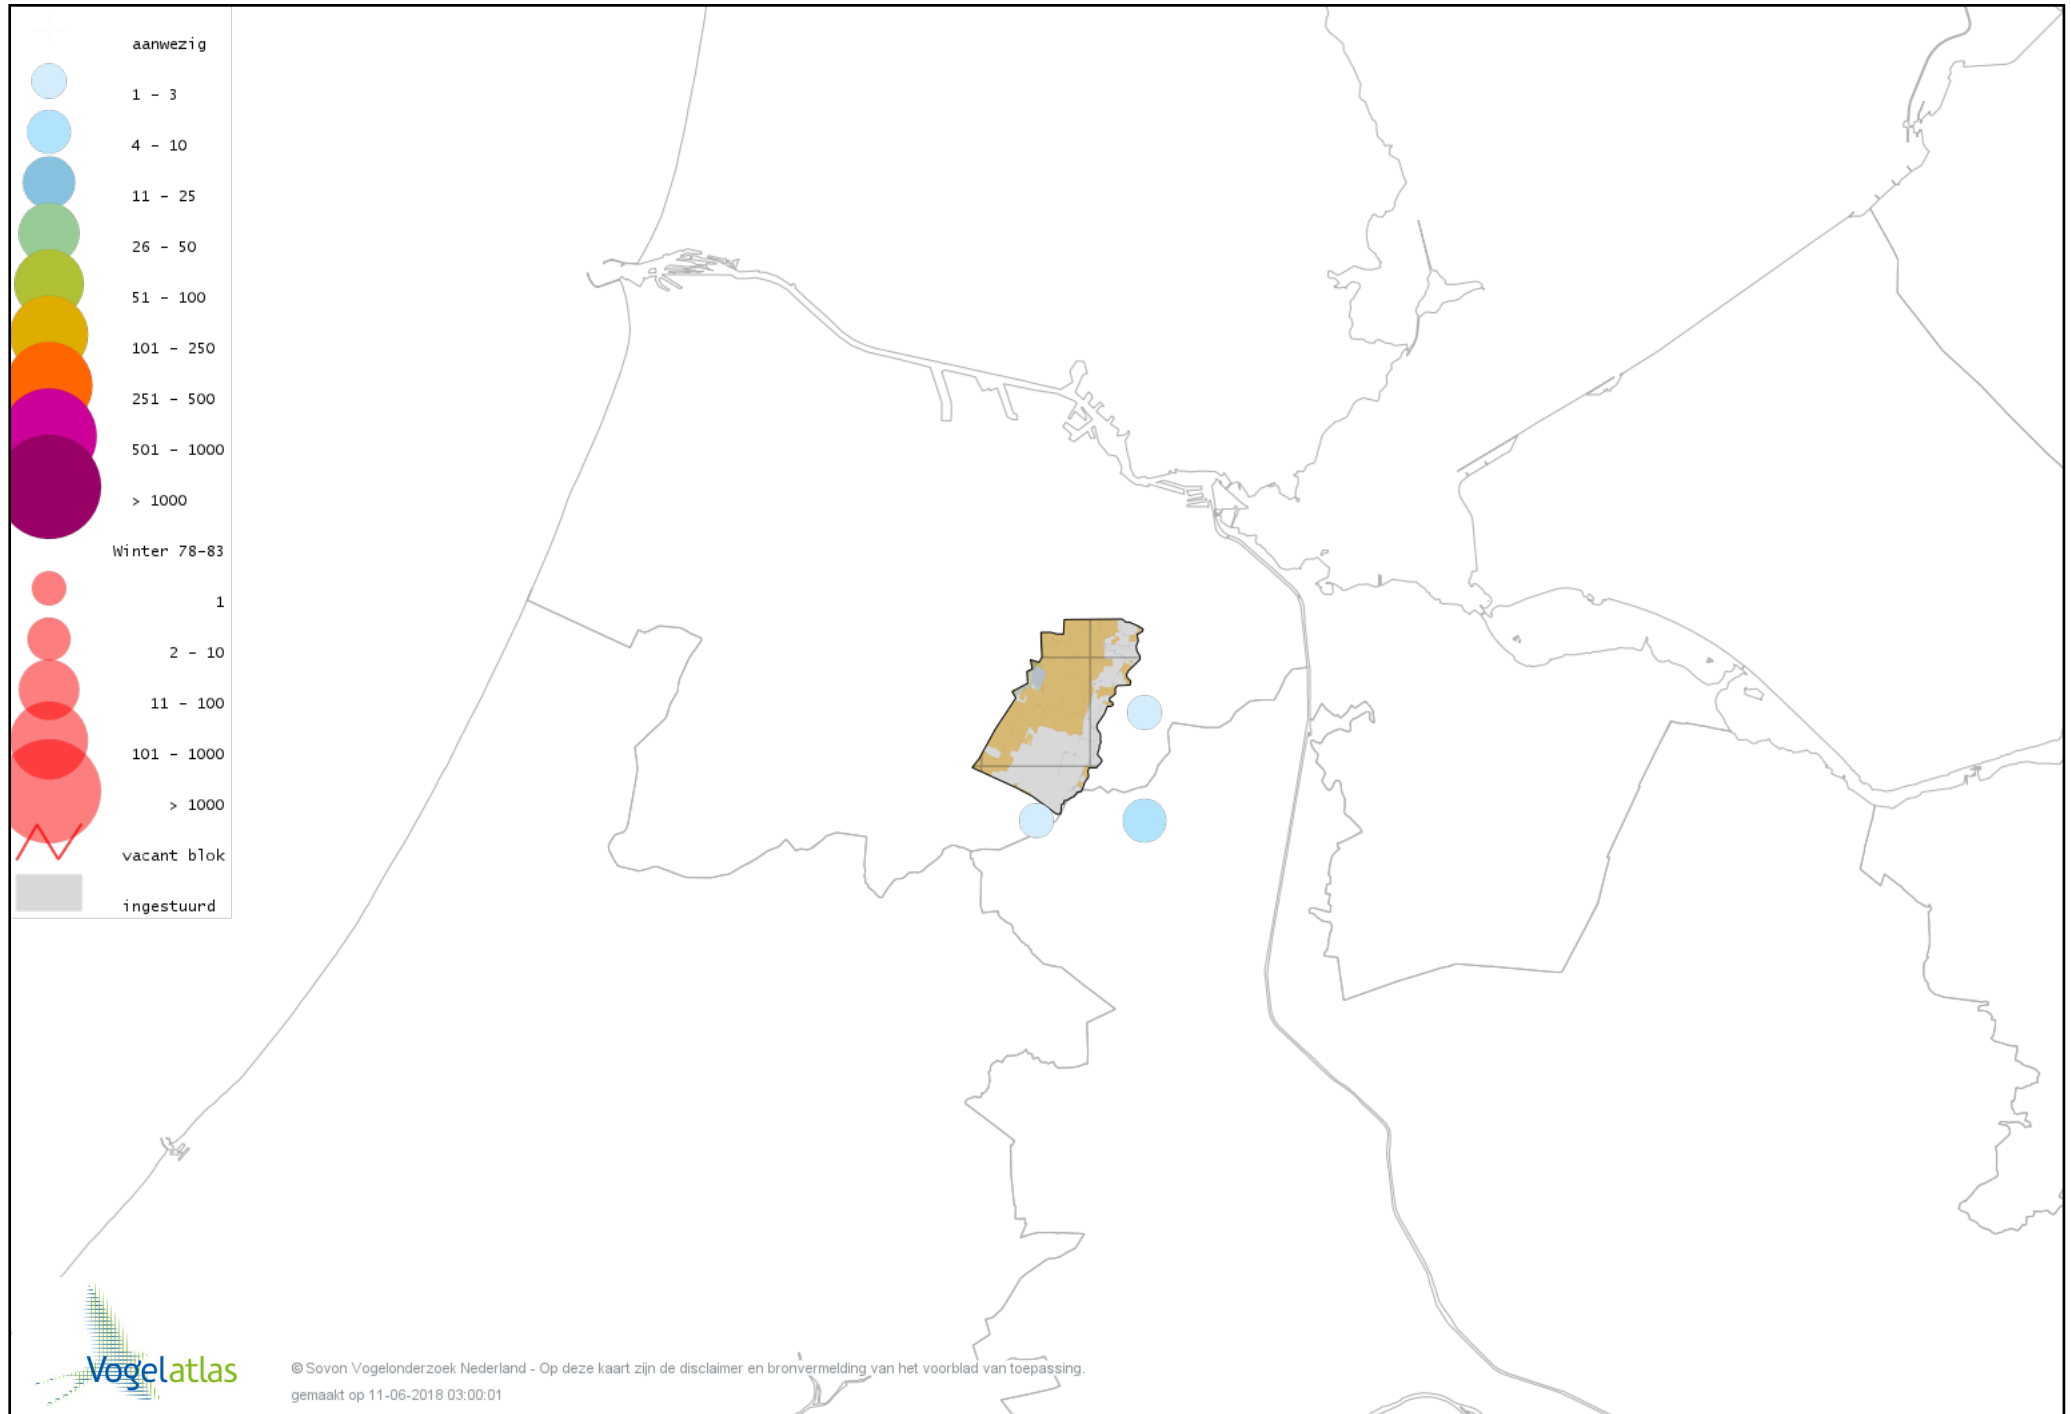 aanwezig
1 - 3
4 - 10
11 - 25
26 - 50
51 - 100
101 - 250
251 - 500
501 - 1000
> 1000
Winter 78-83
1
2 - 10
11 - 100
101 - 1000
> 1000
vacant blok
ingestuurd
Vogelatlas
© Sovon Vogelonderzoek Nederland - Op deze kaart zijn de disclaimer en bronvermelding van het voorblad van toepassing.
gemaakt op 11-06-2018 03:00:01